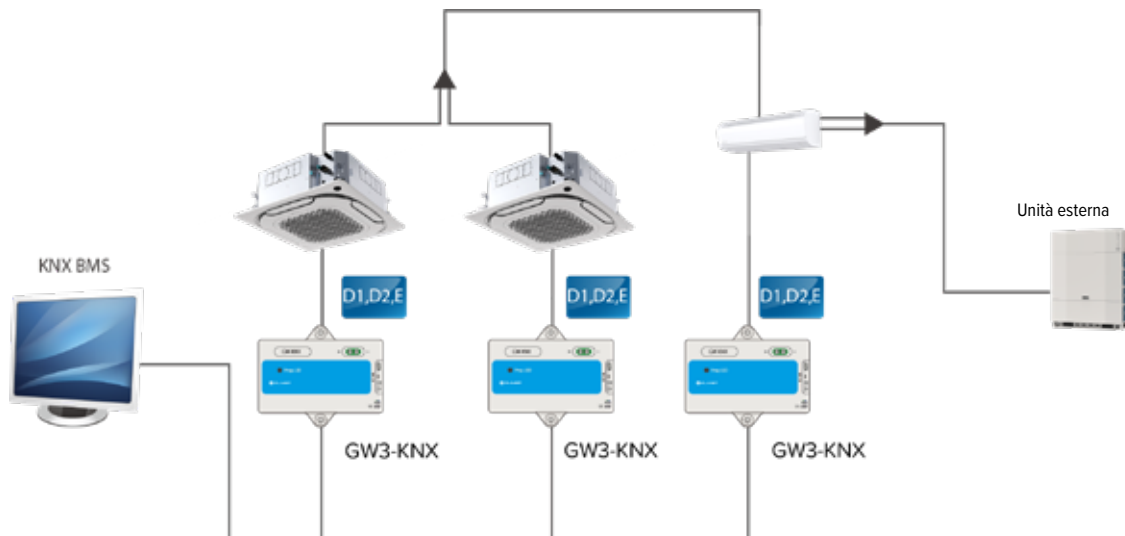 Unità esterna
KNX BMS
D1,D2,E
D1,D2,E
D1,D2,E
GW3-KNX
GW3-KNX
GW3-KNX